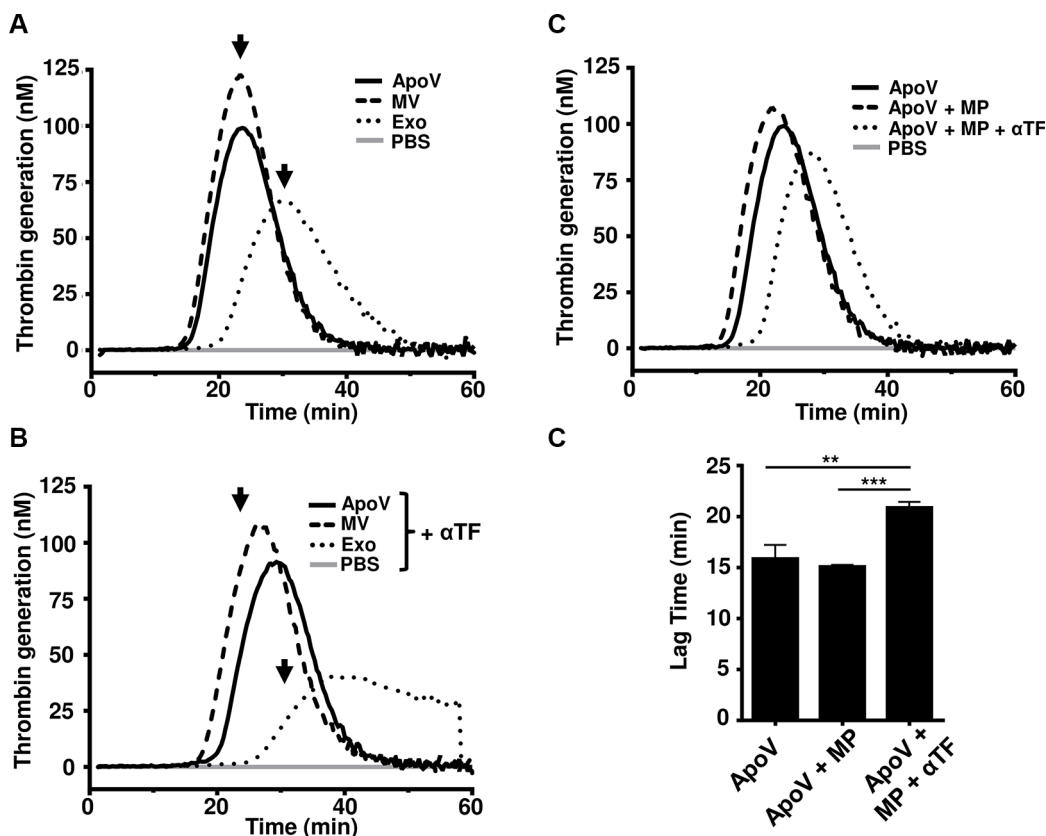 A
Thrombin generation (nM)
125
100
75
50
25
0
0 20 40 60
Time (min)
ApoV
MV
Exo
PBS
C
Thrombin generation (nM)
125
100
75
50
25
0
0 20 40 60
Time (min)
ApoV
ApoV + MP
ApoV + MP + αTF
PBS
B
Thrombin generation (nM)
125
100
75
50
25
0
0 20 40 60
Time (min)
ApoV
MV
Exo
PBS
+ αTF
C
Lag Time (min)
25
20
15
10
5
0
**
***
ApoV
ApoV + MP
ApoV +
MP + αTF